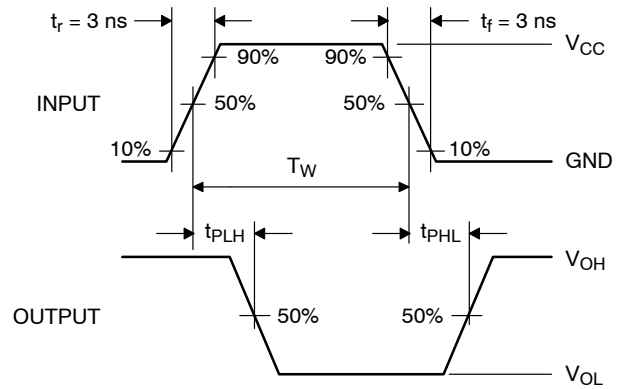 tr = 3 ns
tf = 3 ns
VCC
90%
90%
INPUT
50%
50%
10%
10%
GND
TW
tPLH
tPHL
VOH
OUTPUT
50%
50%
VOL